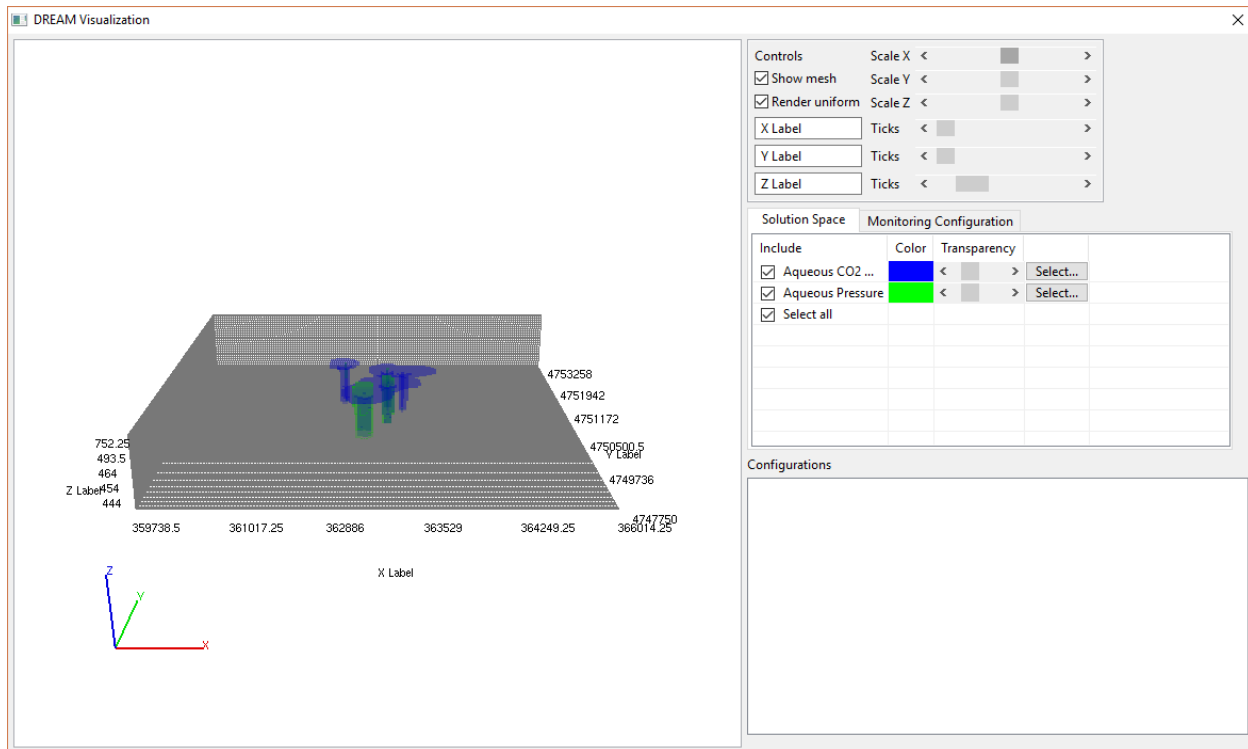 DREAM Visualization
Controls Scale X
Show mesh Scale Y
Render uniform Scale Z
X Label Ticks
Y Label Ticks
Z Label Ticks
Solution Space Monitoring Configuration
Include Color Transparency
Aqueous CO2 ... Select...
Aqueous Pressure Select...
Select all
Configurations
4753258
4751942
4751172
4750500.5
Y Label
4749736
4747750
752.25
493.5
464
Z Label 454
444
359738.5 361017.25 362886 363529 364249.25 366014.25
X Label
Z
Y
X